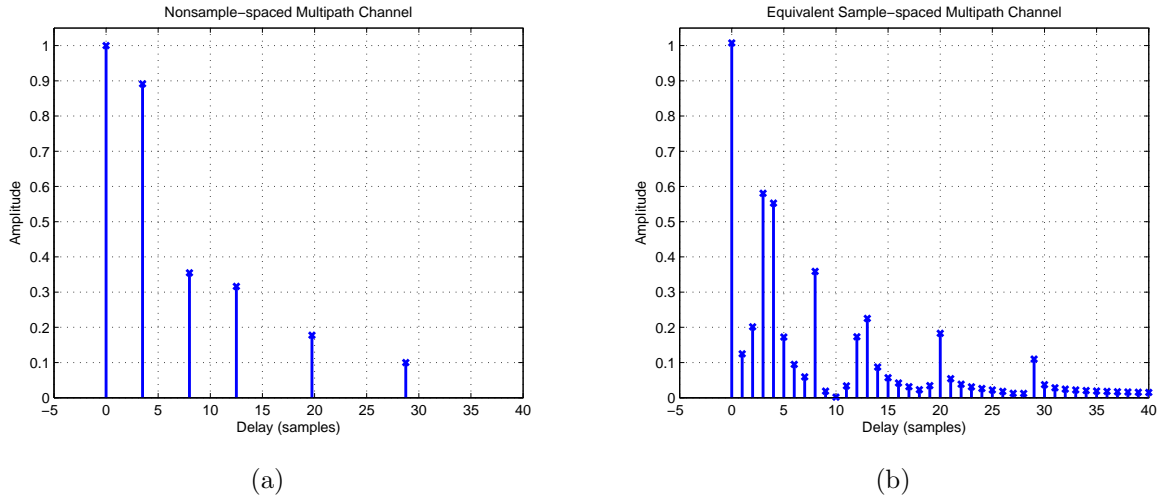 Nonsample−spaced Multipath Channel
Amplitude
1
0.9
0.8
0.7
0.6
0.5
0.4
0.3
0.2
0.1
0
−5 0 5 10 15 20 25 30 35 40
Delay (samples)
(a)
Equivalent Sample−spaced Multipath Channel
Amplitude
1
0.9
0.8
0.7
0.6
0.5
0.4
0.3
0.2
0.1
0
−5 0 5 10 15 20 25 30 35 40
Delay (samples)
(b)